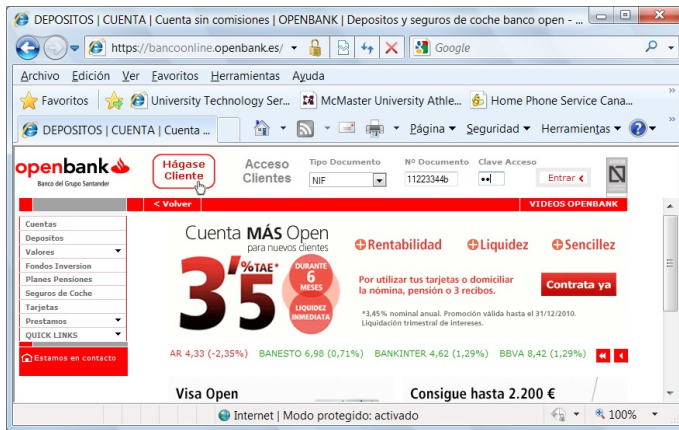 DEPOSITOS | CUENTA | Cuenta sin comisiones | OPENBANK | Depositos y seguros de coche banco open - ...
https://bancoonline.openbank.es/
Google
Archivo Edición Ver Favoritos Herramientas Ayuda
Favoritos University Technology Ser... McMaster University Athle... Home Phone Service Cana...
DEPOSITOS | CUENTA | Cuenta ... Página Seguridad Herramientas
openbank
Banco del Grupo Santander
Hágase
Cliente
Acceso
Clientes
Tipo Documento Nº Documento Clave Acceso
NIF 11223344b •• Entrar
< Volver VIDEOS OPENBANK
Cuentas
Depositos
Valores
Fondos Inversion
Planes Pensiones
Seguros de Coche
Tarjetas
Prestamos
QUICK LINKS
Estamos en contacto
Cuenta MÁS Open
para nuevos clientes
3'5 %TAE*
DURANTE
6
MESES
LIQUIDEZ
INMEDIATA
Rentabilidad Liquidez Sencillez
Por utilizar tus tarjetas o domiciliar
la nómina, pensión o 3 recibos.
Contrata ya
*3,45% nominal anual. Promoción válida hasta el 31/12/2010.
Liquidación trimestral de intereses.
AR 4,33 (-2,35%) BANESTO 6,98 (0,71%) BANKINTER 4,62 (1,29%) BBVA 8,42 (1,29%)
Visa Open Consigue hasta 2.200 €
Internet | Modo protegido: activado 100%